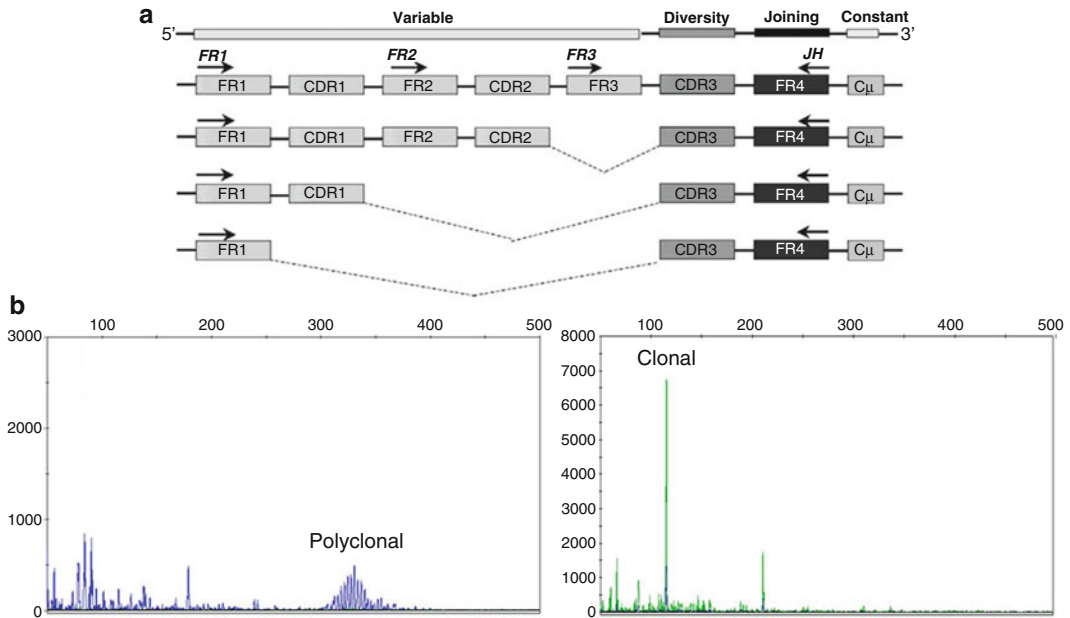 a
Variable Diversity Joining Constant
5’ 3’
FR1 FR2 FR3 JH
FR1 CDR1 FR2 CDR2 FR3 CDR3 FR4 Cμ
FR1 CDR1 FR2 CDR2 CDR3 FR4 Cμ
FR1 CDR1 CDR3 FR4 Cμ
FR1 CDR3 FR4 Cμ
b
100 200 300 400 500
3000
2000
1000
0
Polyclonal
100 200 300 400 500
8000
7000
6000
5000
4000
3000
2000
1000
0
Clonal